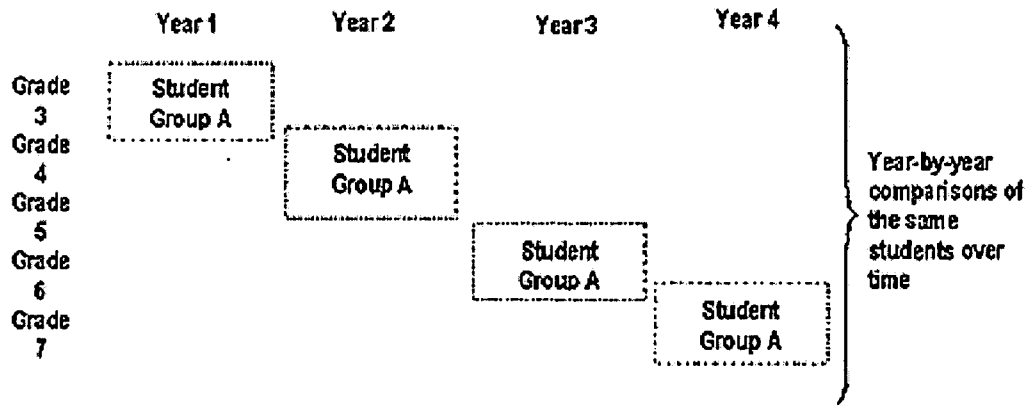 Year 1 Year 2 Year 3 Year 4
Grade
3
Student
Group A
Grade
4
Student
Group A
Grade
5
Student
Group A
Grade
6
Student
Group A
Grade
7
Year-by-year
comparisons of
the same
students over
time